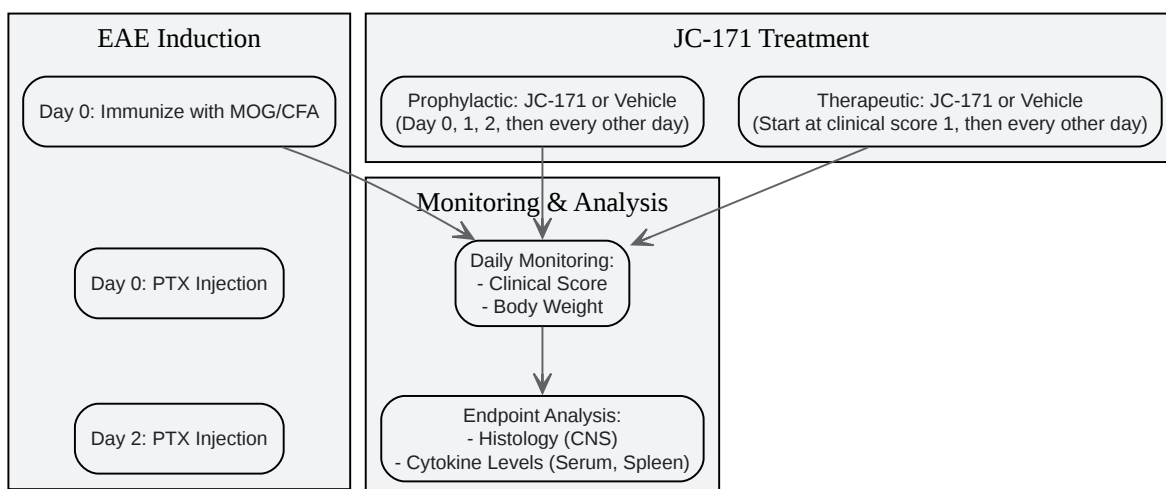 EAE Induction
Day 0: Immunize with MOG/CFA
Day 0: PTX Injection
Day 2: PTX Injection
JC-171 Treatment
Prophylactic: JC-171 or Vehicle
(Day 0, 1, 2, then every other day)
Therapeutic: JC-171 or Vehicle
(Start at clinical score 1, then every other day)
Monitoring & Analysis
Daily Monitoring:
- Clinical Score
- Body Weight
Endpoint Analysis:
- Histology (CNS)
- Cytokine Levels (Serum, Spleen)